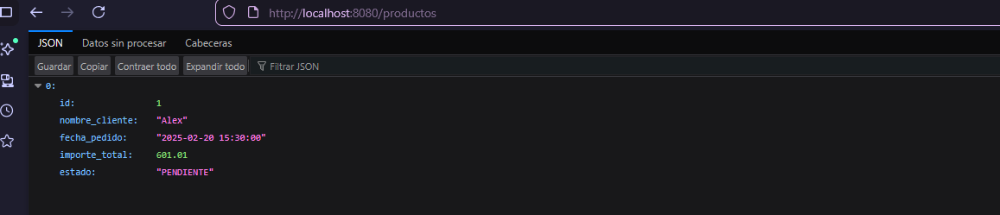 http://localhost:8080/productos
JSON Datos sin procesar Cabeceras
Guardar Copiar Contraer todo Expandir todo Filtrar JSON
0:
id: 1
nombre_cliente: "Alex"
fecha_pedido: "2025-02-20 15:30:00"
importe_total: 601.01
estado: "PENDIENTE"